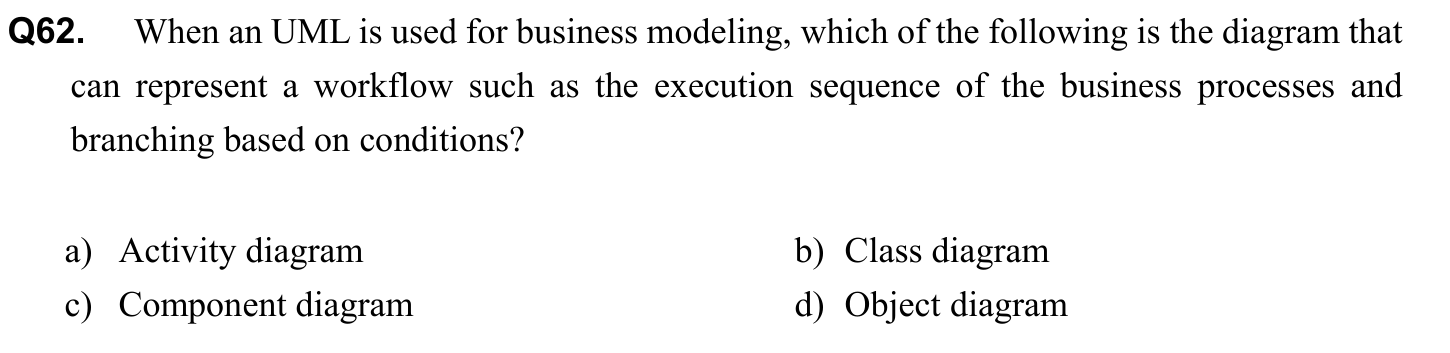 Q62. When an UML is used for business modeling, which of the following is the diagram that
can represent a workflow such as the execution sequence of the business processes and
branching based on conditions?
a) Activity diagram b) Class diagram
c) Component diagram d) Object diagram